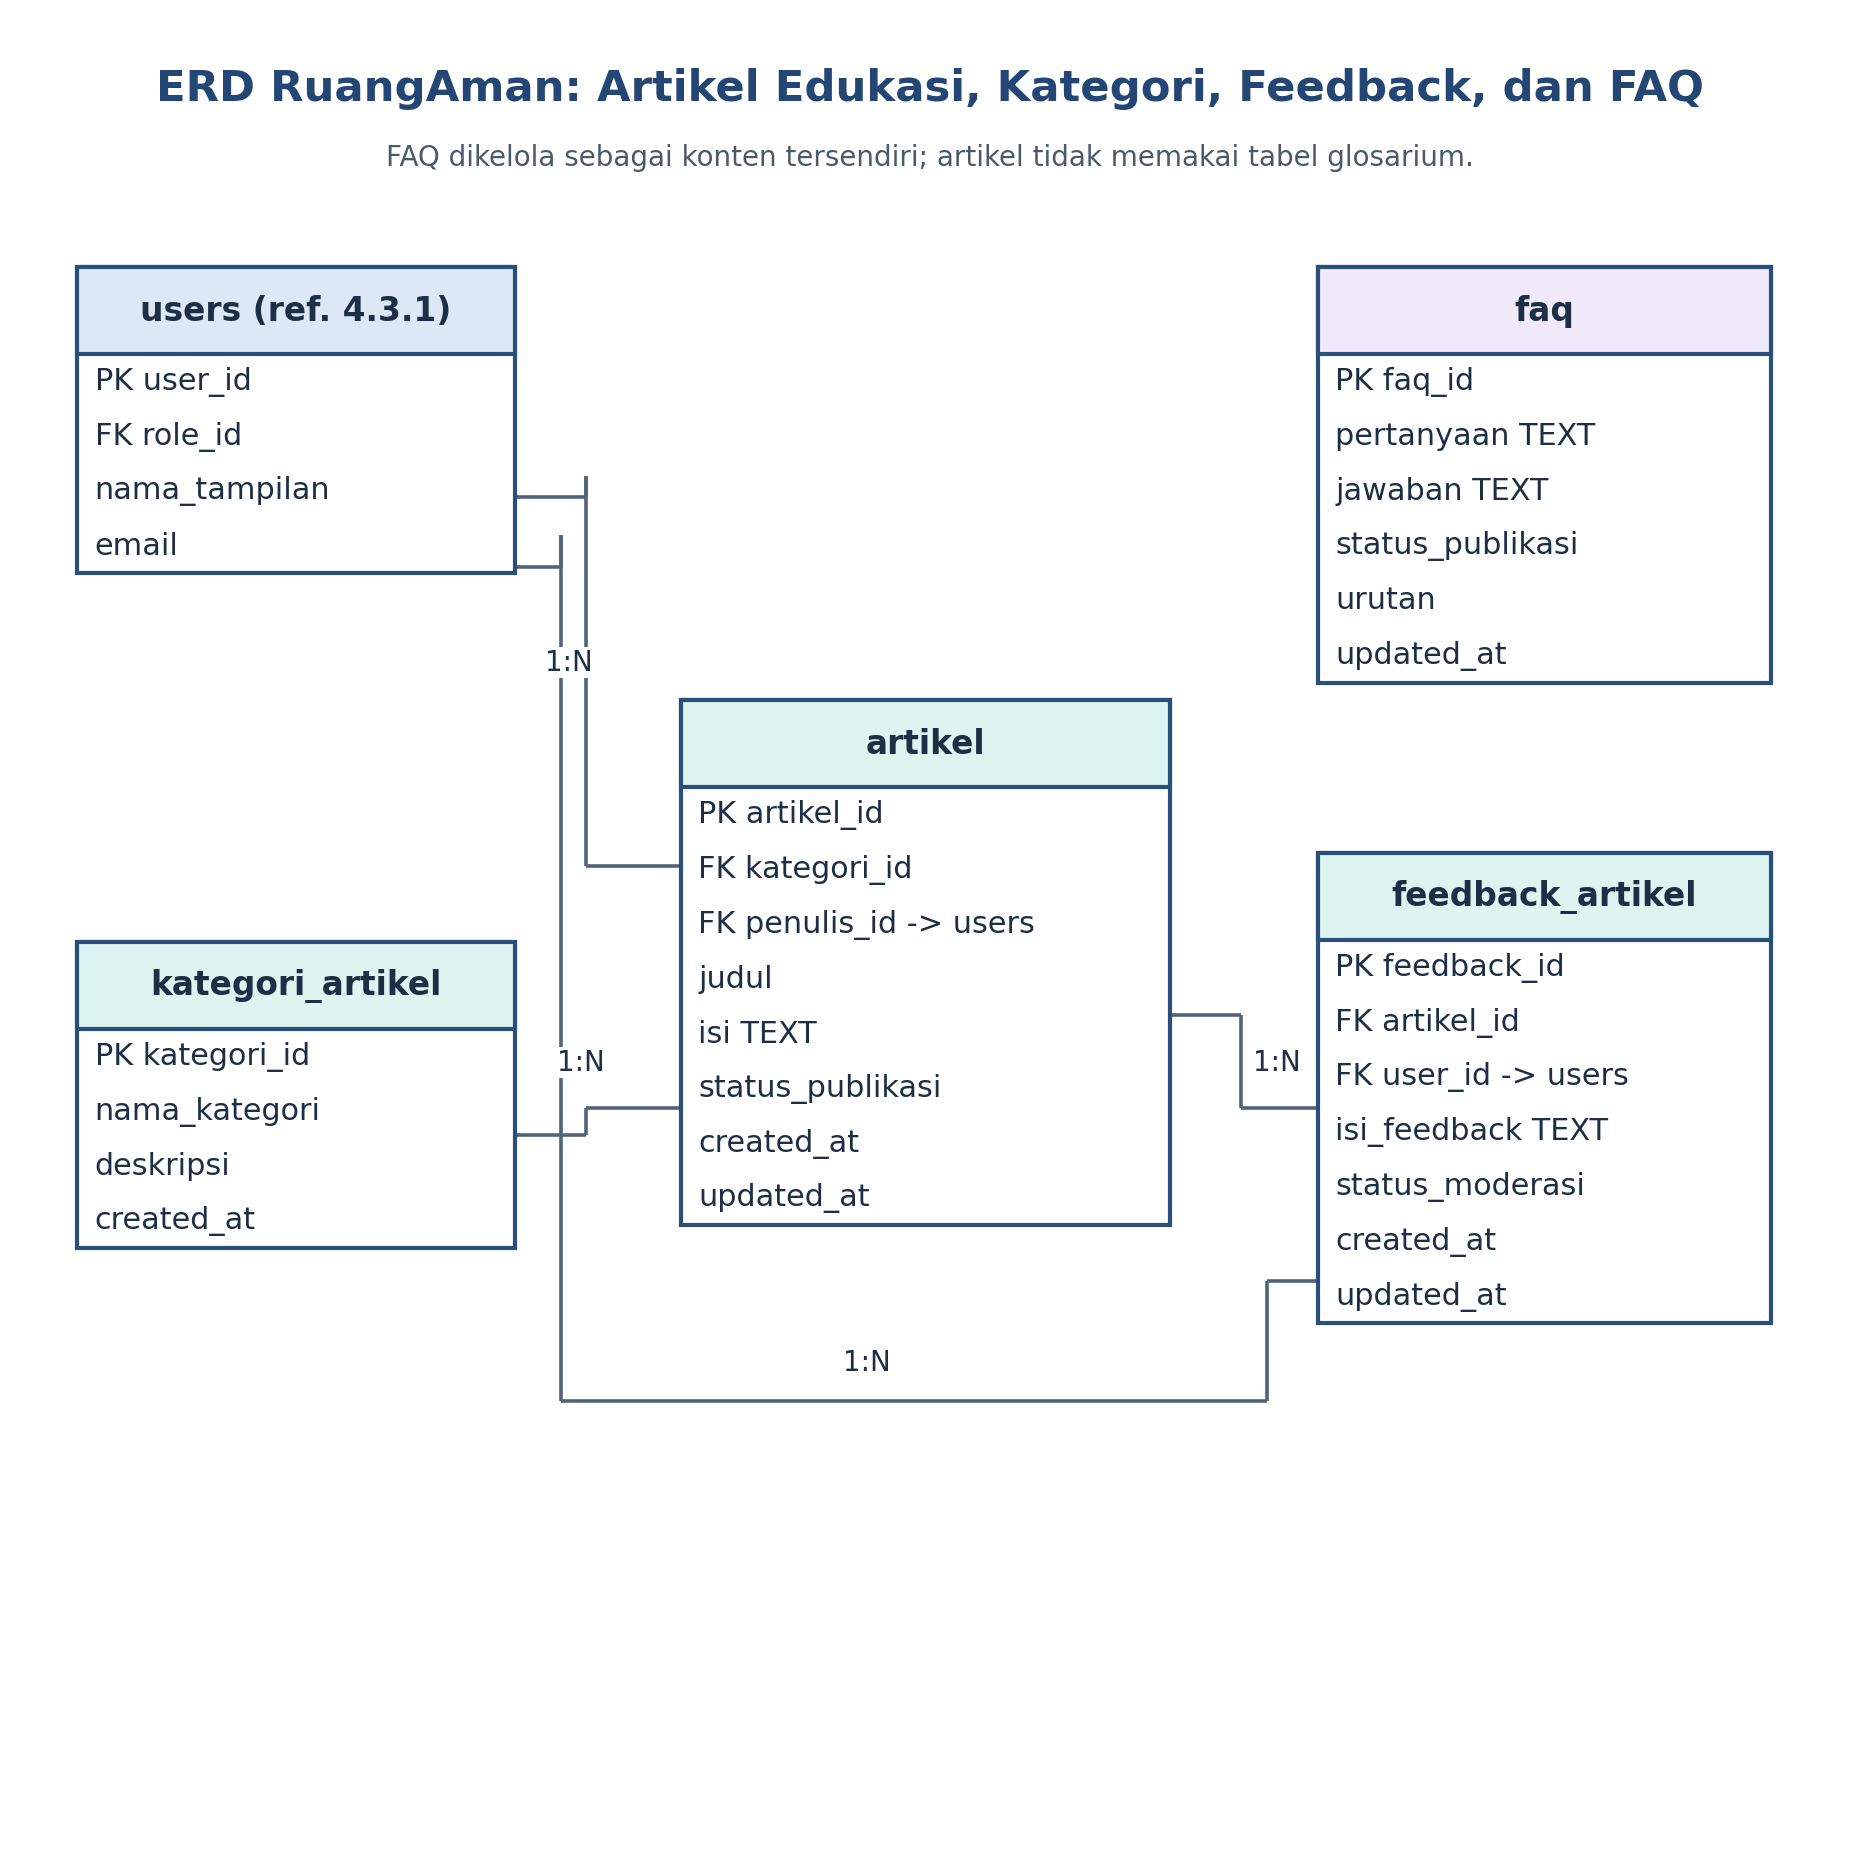 ERD RuangAman: Artikel Edukasi, Kategori, Feedback, dan FAQ
FAQ dikelola sebagai konten tersendiri; artikel tidak memakai tabel glosarium.
users (ref. 4.3.1)
PK user_id
FK role_id
nama_tampilan
email
faq
PK faq_id
pertanyaan TEXT
jawaban TEXT
status_publikasi
urutan
updated_at
1:N
artikel
PK artikel_id
FK kategori_id
FK penulis_id -> users
judul
isi TEXT
status_publikasi
created_at
updated_at
kategori_artikel
PK kategori_id
nama_kategori
deskripsi
created_at
1:N
1:N
feedback_artikel
PK feedback_id
FK artikel_id
FK user_id -> users
isi_feedback TEXT
status_moderasi
created_at
updated_at
1:N